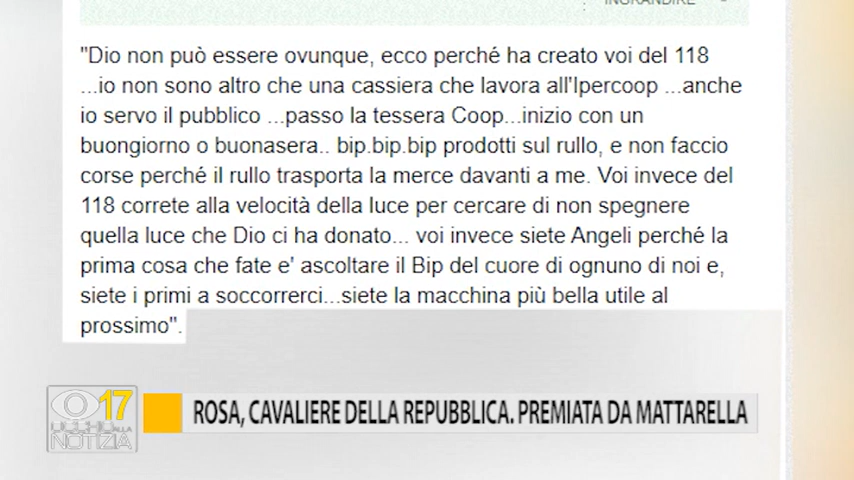 INGRANDIRE
"Dio non può essere ovunque, ecco perché ha creato voi del 118
...io non sono altro che una cassiera che lavora all'Ipercoop ...anche
io servo il pubblico ...passo la tessera Coop...inizio con un
buongiorno o buonasera.. bip.bip.bip prodotti sul rullo, e non faccio
corse perché il rullo trasporta la merce davanti a me. Voi invece del
118 correte alla velocità della luce per cercare di non spegnere
quella luce che Dio ci ha donato... voi invece siete Angeli perché la
prima cosa che fate e' ascoltare il Bip del cuore di ognuno di noi e,
siete i primi a soccorrerci...siete la macchina più bella utile al
prossimo".
17
OCCHIO ALLA
NOTIZIA
ROSA, CAVALIERE DELLA REPUBBLICA. PREMIATA DA MATTARELLA